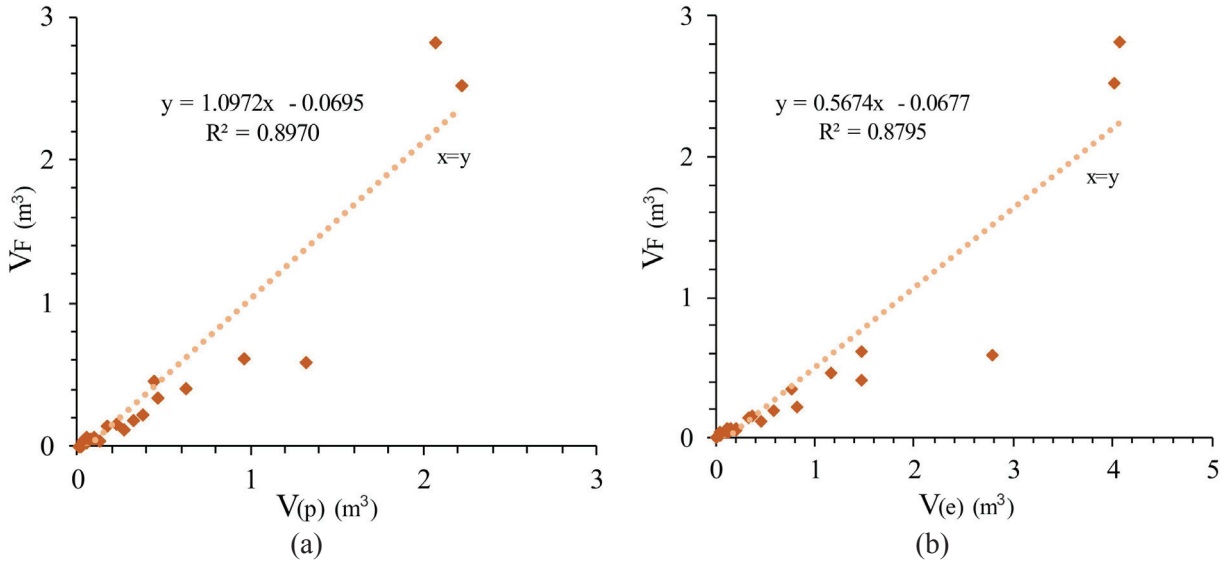 3
2
1
0
0
1
2
3
VF (m³)
V(p) (m³)
y = 1.0972x - 0.0695
R² = 0.8970
x=y
(a)
3
2
1
0
0
1
2
3
4
5
VF (m³)
V(e) (m³)
y = 0.5674x - 0.0677
R² = 0.8795
x=y
(b)